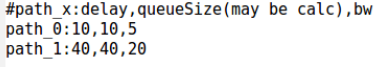 #path_x:delay,queueSize(may be calc),bw
path_0:10,10,5
path_1:40,40,20